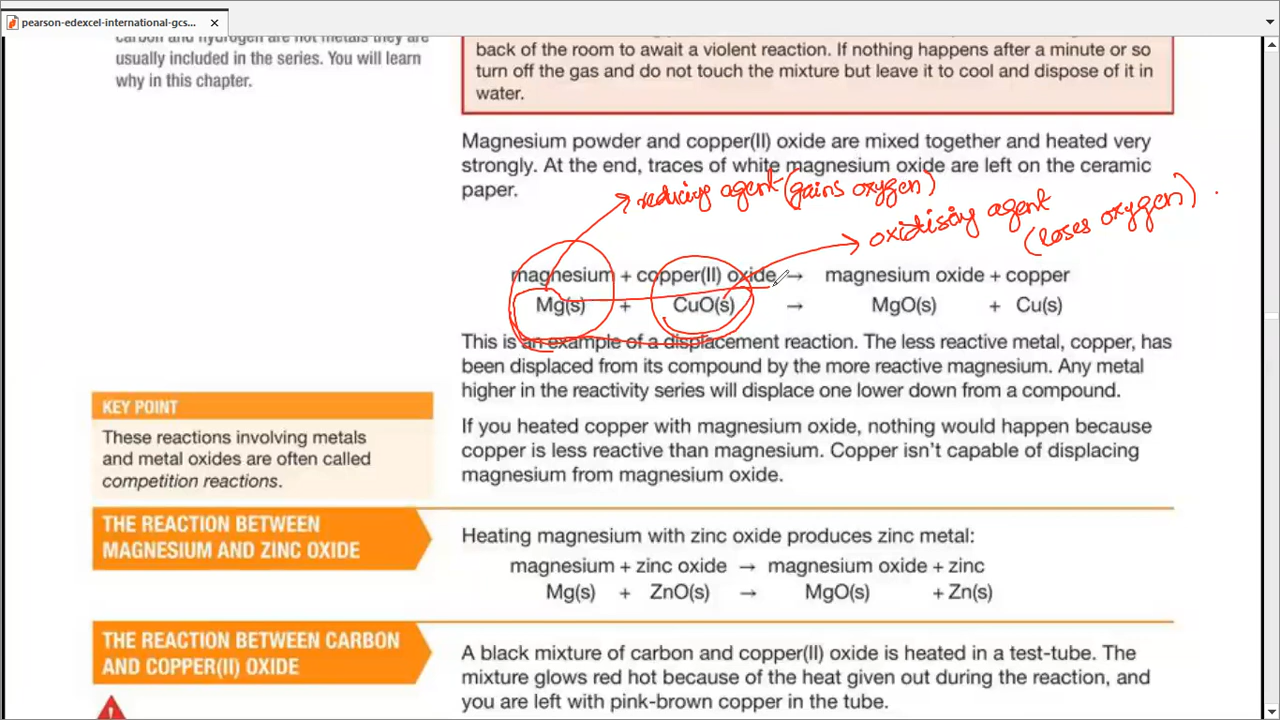 pearson-edexcel-international-gcs...
carbon and hydrogen are not metals they are
usually included in the series. You will learn
why in this chapter.
back of the room to await a violent reaction. If nothing happens after a minute or so
turn off the gas and do not touch the mixture but leave it to cool and dispose of it in
water.
Magnesium powder and copper(II) oxide are mixed together and heated very
strongly. At the end, traces of white magnesium oxide are left on the ceramic
paper.
reducing agent (gains oxygen)
oxidising agent
(loses oxygen)
magnesium + copper(II) oxide → magnesium oxide + copper
Mg(s) + CuO(s) → MgO(s) + Cu(s)
This is an example of a displacement reaction. The less reactive metal, copper, has
been displaced from its compound by the more reactive magnesium. Any metal
higher in the reactivity series will displace one lower down from a compound.
KEY POINT
These reactions involving metals
and metal oxides are often called
competition reactions.
If you heated copper with magnesium oxide, nothing would happen because
copper is less reactive than magnesium. Copper isn't capable of displacing
magnesium from magnesium oxide.
THE REACTION BETWEEN
MAGNESIUM AND ZINC OXIDE
Heating magnesium with zinc oxide produces zinc metal:
magnesium + zinc oxide → magnesium oxide + zinc
Mg(s) + ZnO(s) → MgO(s) + Zn(s)
THE REACTION BETWEEN CARBON
AND COPPER(II) OXIDE
A black mixture of carbon and copper(II) oxide is heated in a test-tube. The
mixture glows red hot because of the heat given out during the reaction, and
you are left with pink-brown copper in the tube.